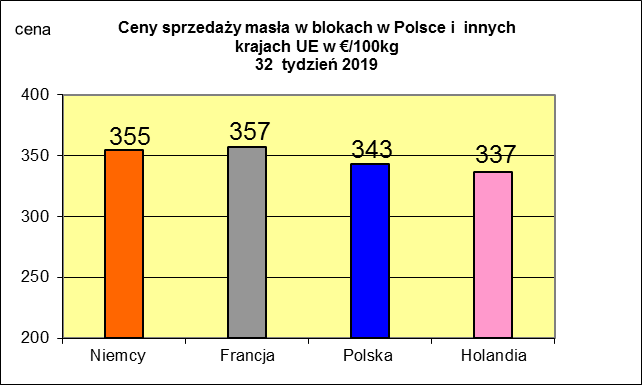 cena
Ceny sprzedaży masła w blokach w Polsce i innych
krajach UE w €/100kg
32 tydzień 2019
400
350
300
250
200
355
357
343
337
Niemcy
Francja
Polska
Holandia